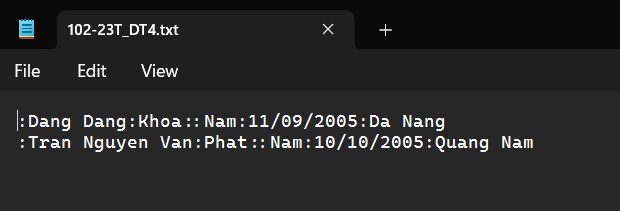 102-23T_DT4.txt
File Edit View
:Dang Dang:Khoa::Nam:11/09/2005:Da Nang
:Tran Nguyen Van:Phat::Nam:10/10/2005:Quang Nam